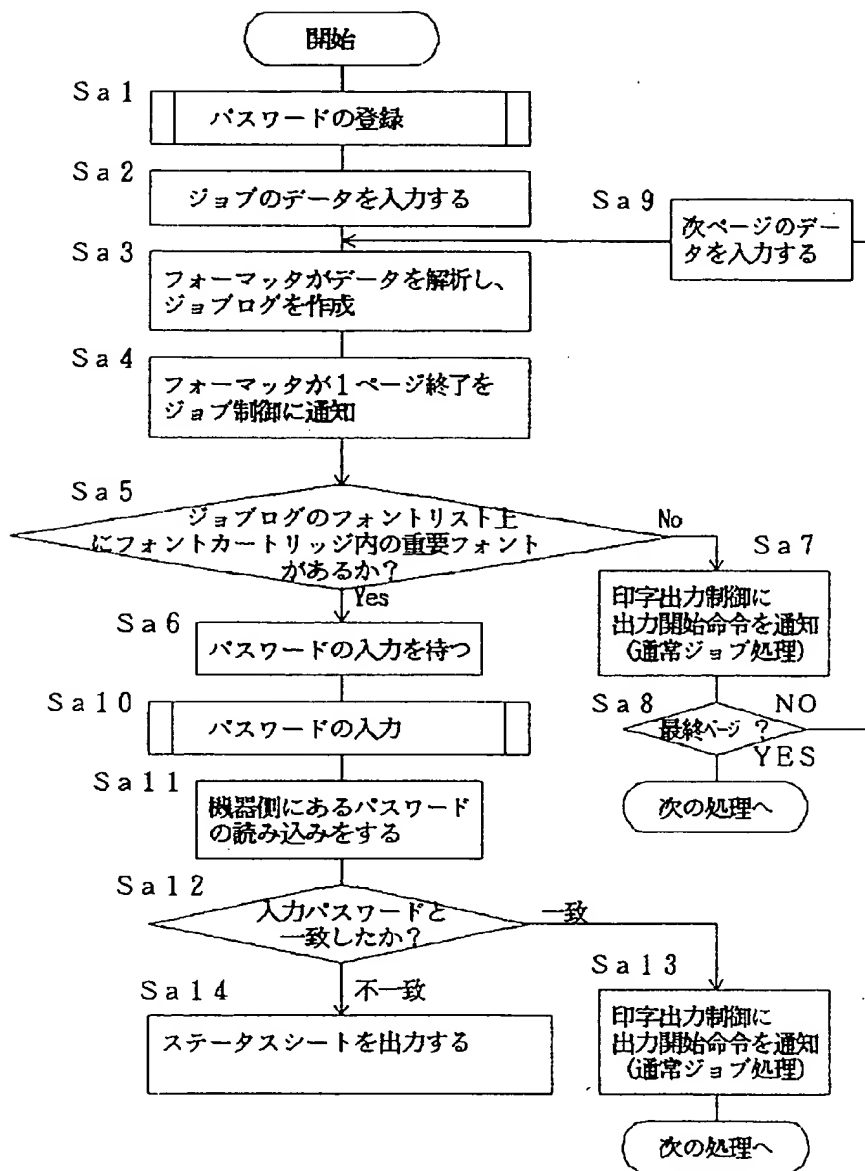 開始
Sa1
パスワードの登録
Sa2
ジョブのデータを入力する
Sa9
次ページのデー
タを入力する
Sa3
フォーマッタがデータを解析し、
ジョブログを作成
Sa4
フォーマッタが1ページ終了を
ジョブ制御に通知
Sa5
ジョブログのフォントリスト上
にフォントカートリッジ内の重要フォント
があるか?
No
Yes
Sa7
印字出力制御に
出力開始命令を通知
(通常ジョブ処理)
Sa6
パスワードの入力を待つ
Sa8
最終ページ?
NO
YES
次の処理へ
Sa10
パスワードの入力
Sa11
機器側にあるパスワード
の読み込みをする
Sa12
入力パスワードと
一致したか?
一致
不一致
Sa13
印字出力制御に
出力開始命令を通知
(通常ジョブ処理)
Sa14
ステータスシートを出力する
次の処理へ